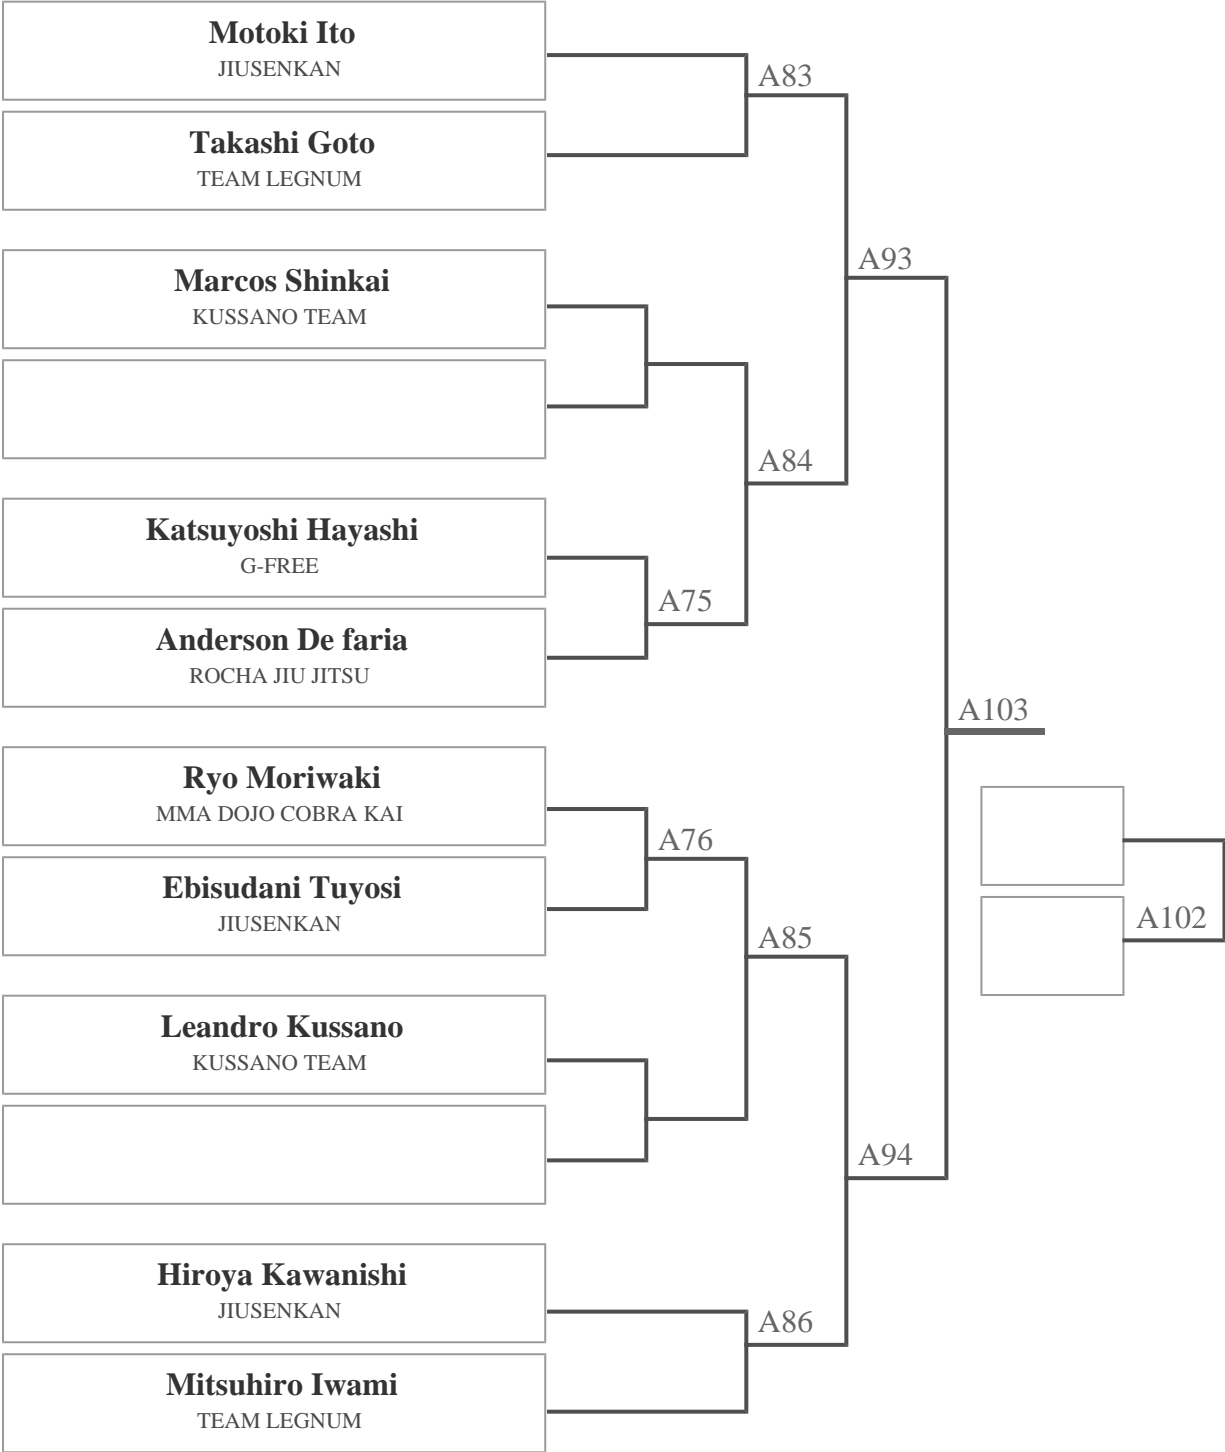 Motoki Ito
JIUSENKAN
A83
Takashi Goto
TEAM LEGNUM
A93
Marcos Shinkai
KUSSANO TEAM
A84
Katsuyoshi Hayashi
G-FREE
A75
Anderson De faria
ROCHA JIU JITSU
A103
Ryo Moriwaki
MMA DOJO COBRA KAI
A76
Ebisudani Tuyosi
JIUSENKAN
A102
A85
Leandro Kussano
KUSSANO TEAM
A94
Hiroya Kawanishi
JIUSENKAN
A86
Mitsuhiro Iwami
TEAM LEGNUM